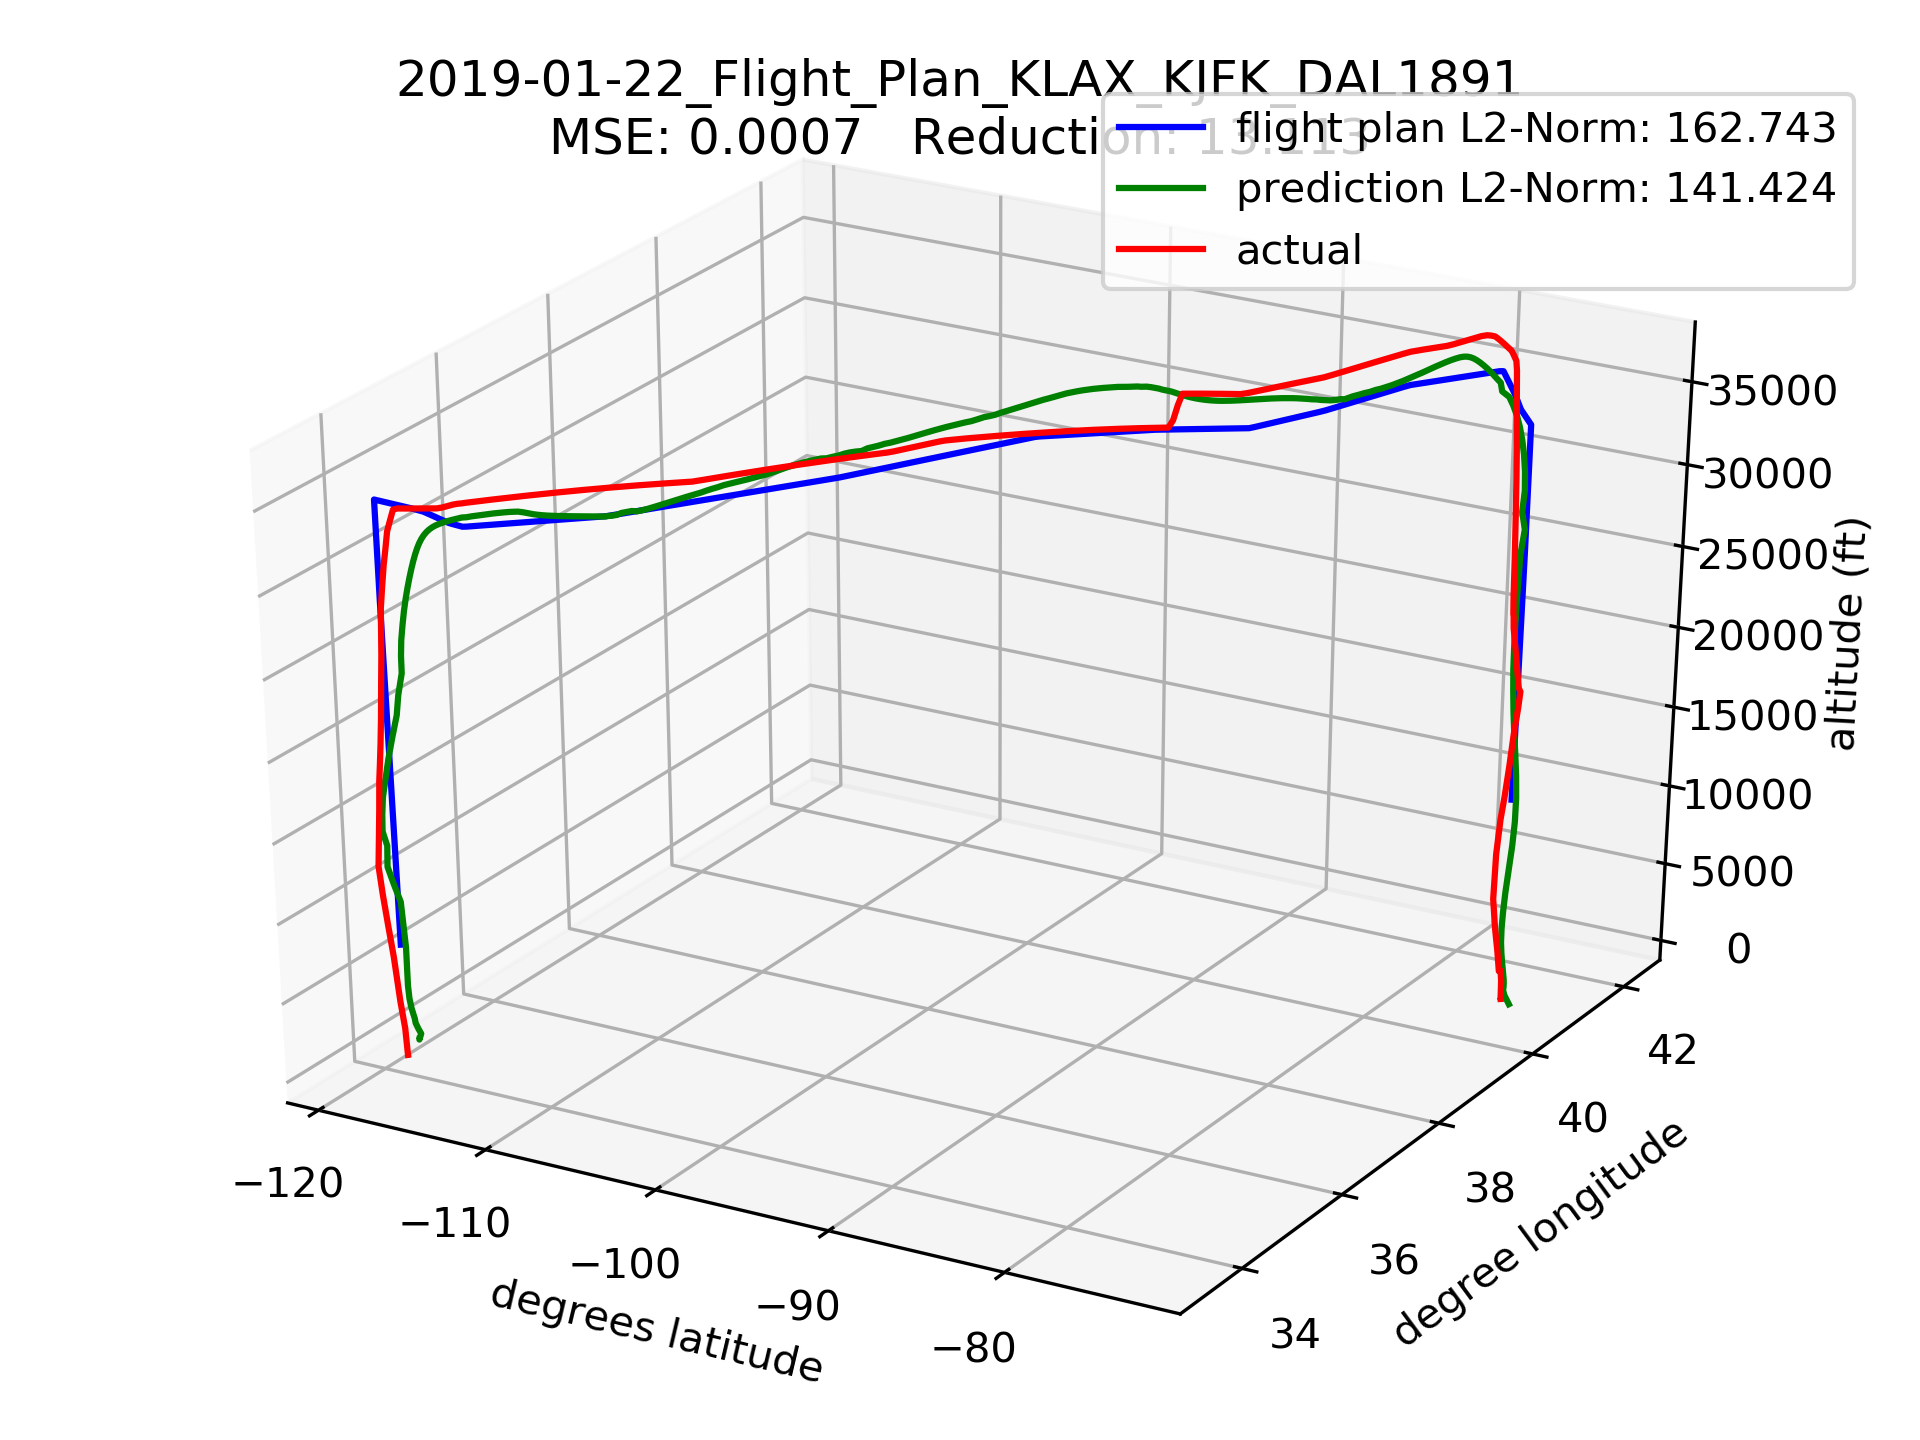 2019-01-22_Flight_Plan_KLAX_KJFK_DAL1891
MSE: 0.0007 Reduction: 13.113
flight plan L2-Norm: 162.743
prediction L2-Norm: 141.424
actual
35000
30000
25000
20000
15000
10000
5000
0
altitude (ft)
42
40
38
36
34
degree longitude
−120
−110
−100
−90
−80
degrees latitude